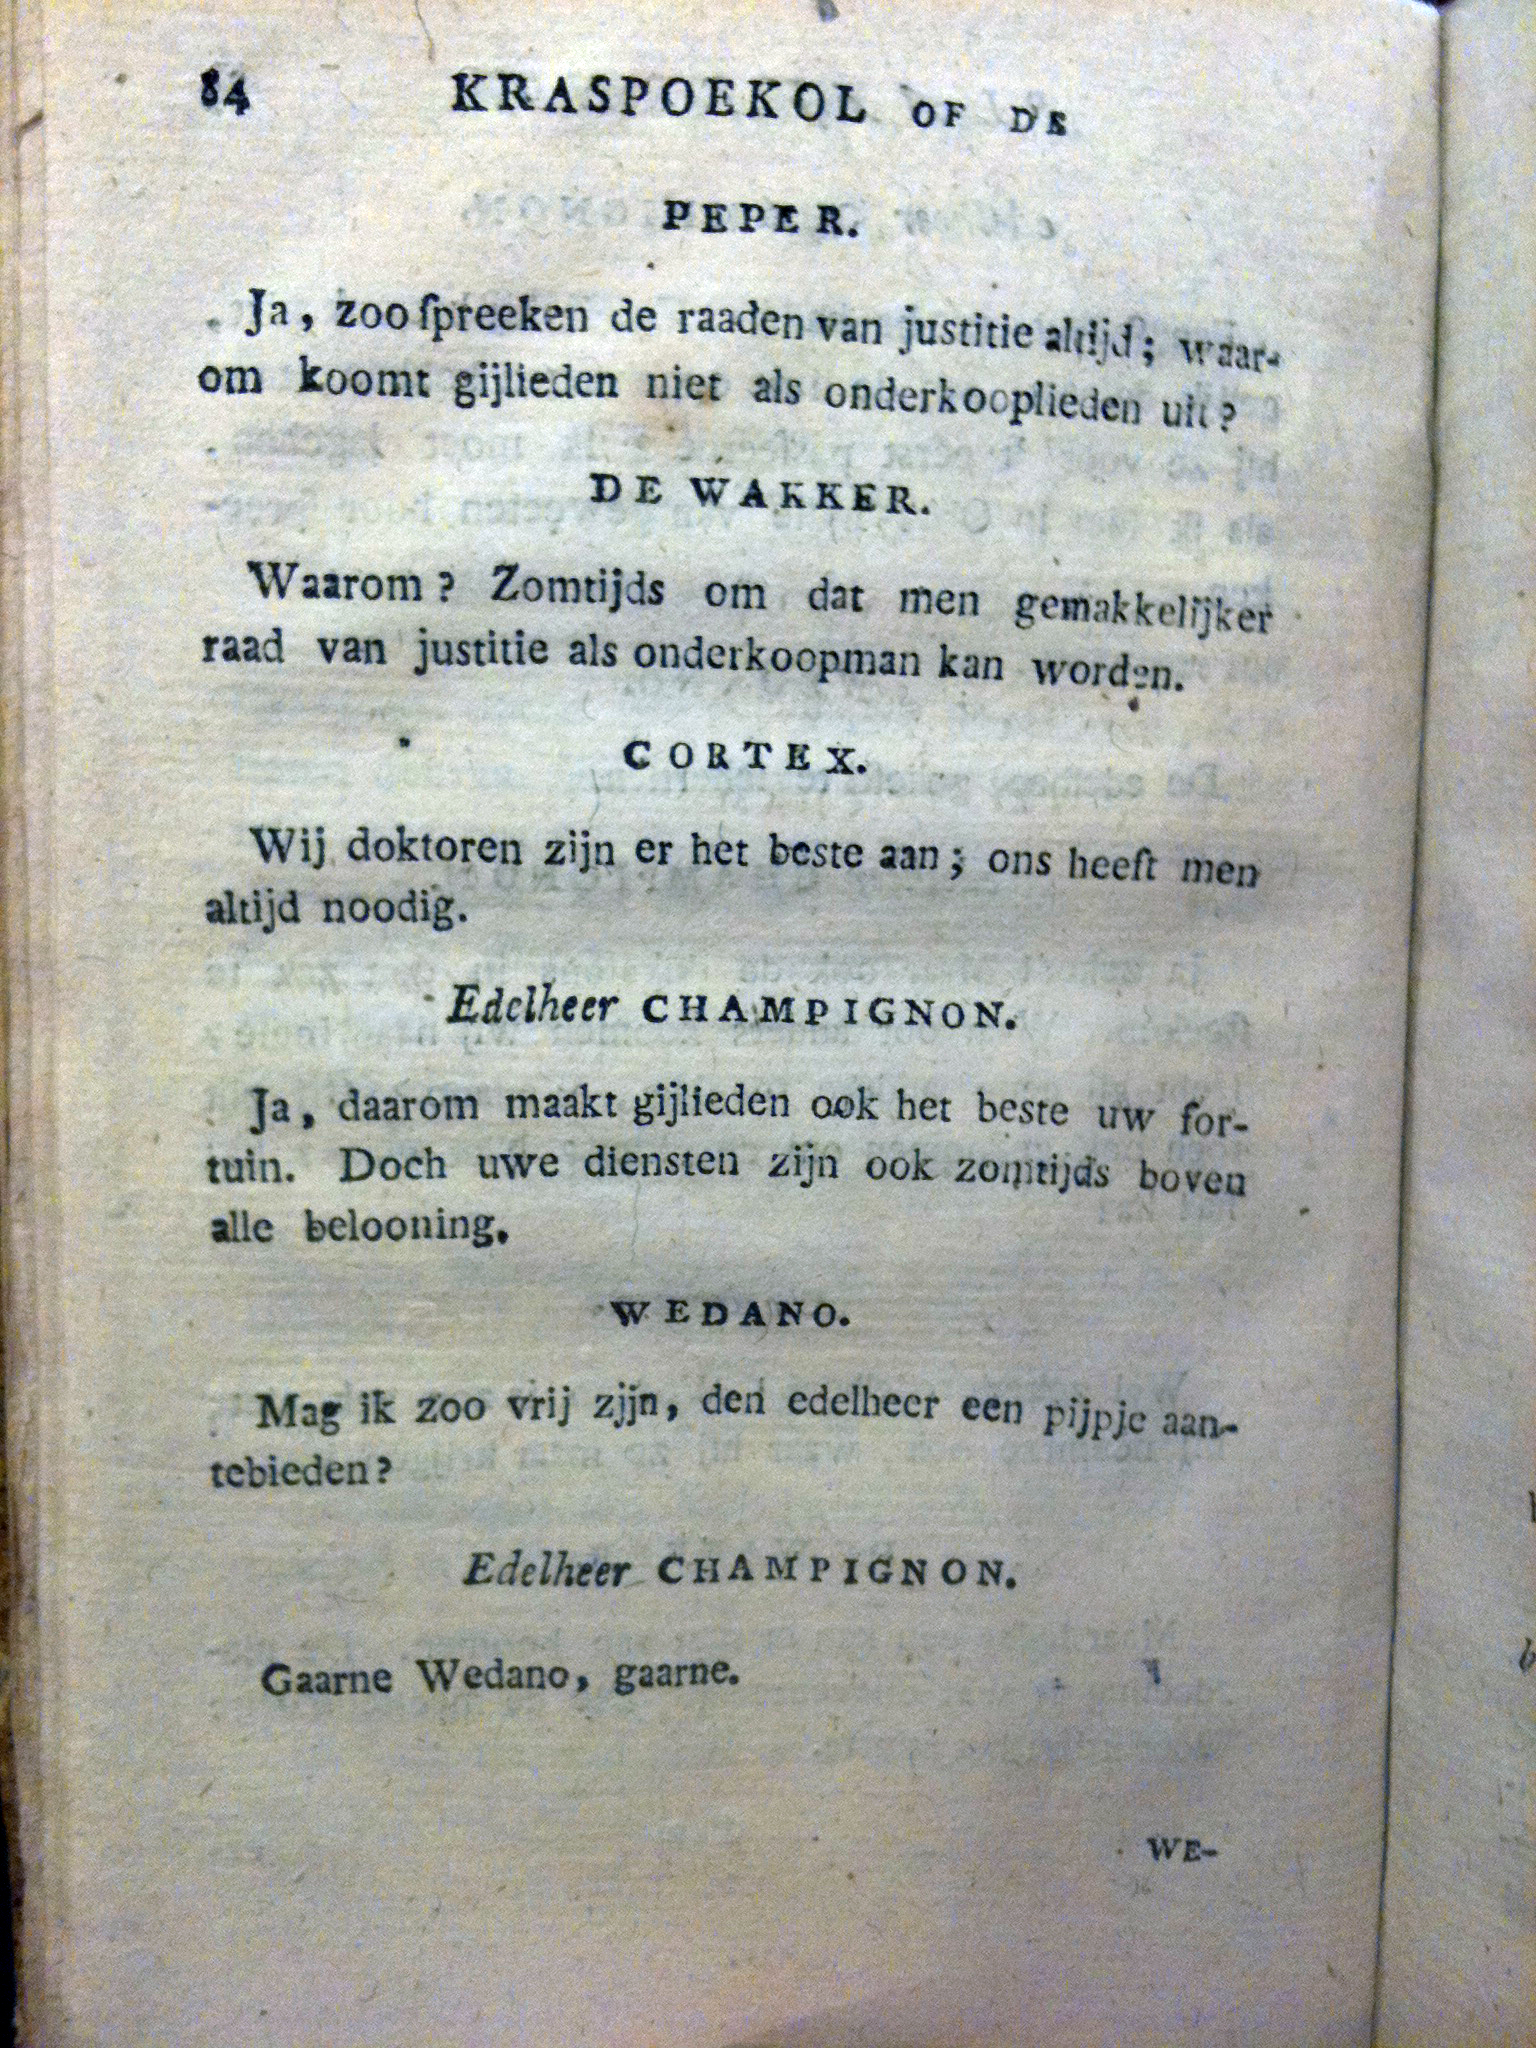 84 KRASPOEKOL OF DE
PEPER.
Ja, zoo ſpreeken de raaden van justitie altijd; waar-
om koomt gijlieden niet als onderkooplieden uit?
DE WAKKER.
Waarom? Zomtijds om dat men gemakkelijker
raad van justitie als onderkoopman kan worden.
CORTEX.
Wij doktoren zijn er het beste aan; ons heeft men
altijd noodig.
Edelheer CHAMPIGNON.
Ja, daarom maakt gijlieden ook het beste uw for-
tuin. Doch uwe diensten zijn ook zomtijds boven
alle belooning.
WEDANO.
Mag ik zoo vrij zjjn, den edelheer een pijpje aan-
tebieden?
Edelheer CHAMPIGNON.
Gaarne Wedano, gaarne.
WE-